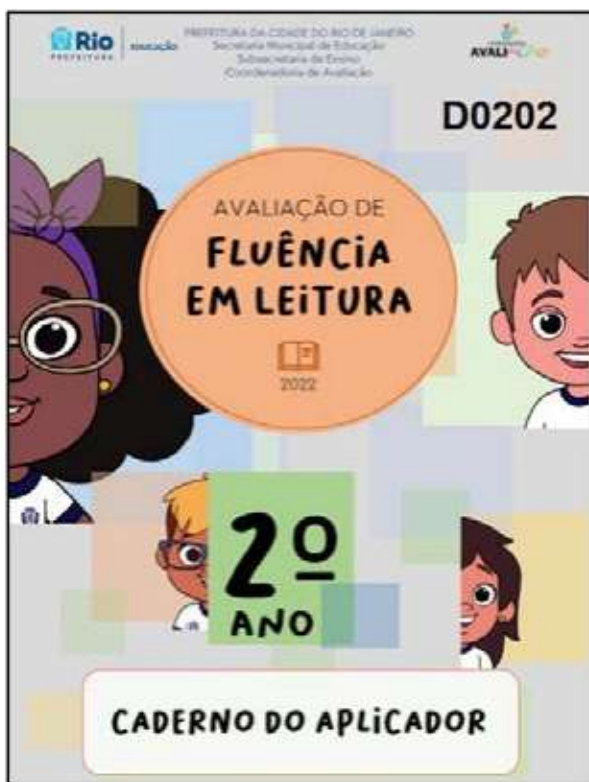 Rio
PREFEITURA
EDUCAÇÃO
PREFEITURA DA CIDADE DO RIO DE JANEIRO
Secretaria Municipal de Educação
Subsecretaria de Ensino
Coordenadoria de Avaliação
AVALIA
D0202
AVALIAÇÃO DE
FLUÊNCIA
EM LEITURA
2022
2º
ANO
CADERNO DO APLICADOR